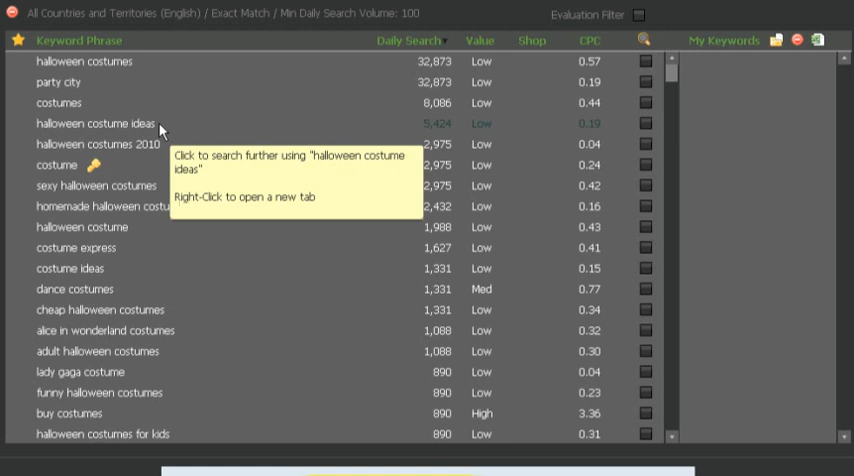 All Countries and Territories (English) / Exact Match / Min Daily Search Volume: 100 Evaluation Filter
Keyword Phrase Daily Search Value Shop CPC My Keywords
halloween costumes 32,873 Low 0.57
party city 32,873 Low 0.19
costumes 8,086 Low 0.44
halloween costume ideas 5,424 Low 0.19
halloween costumes 2010 2,975 Low 0.04
costume 2,975 Low 0.24
sexy halloween costumes 2,975 Low 0.42
homemade halloween costu 2,432 Low 0.16
Click to search further using "halloween costume
ideas"
Right-Click to open a new tab
halloween costume 1,988 Low 0.43
costume express 1,627 Low 0.41
costume ideas 1,331 Low 0.15
dance costumes 1,331 Med 0.77
cheap halloween costumes 1,331 Low 0.34
alice in wonderland costumes 1,088 Low 0.32
adult halloween costumes 1,088 Low 0.30
lady gaga costume 890 Low 0.04
funny halloween costumes 890 Low 0.23
buy costumes 890 High 3.36
halloween costumes for kids 890 Low 0.31